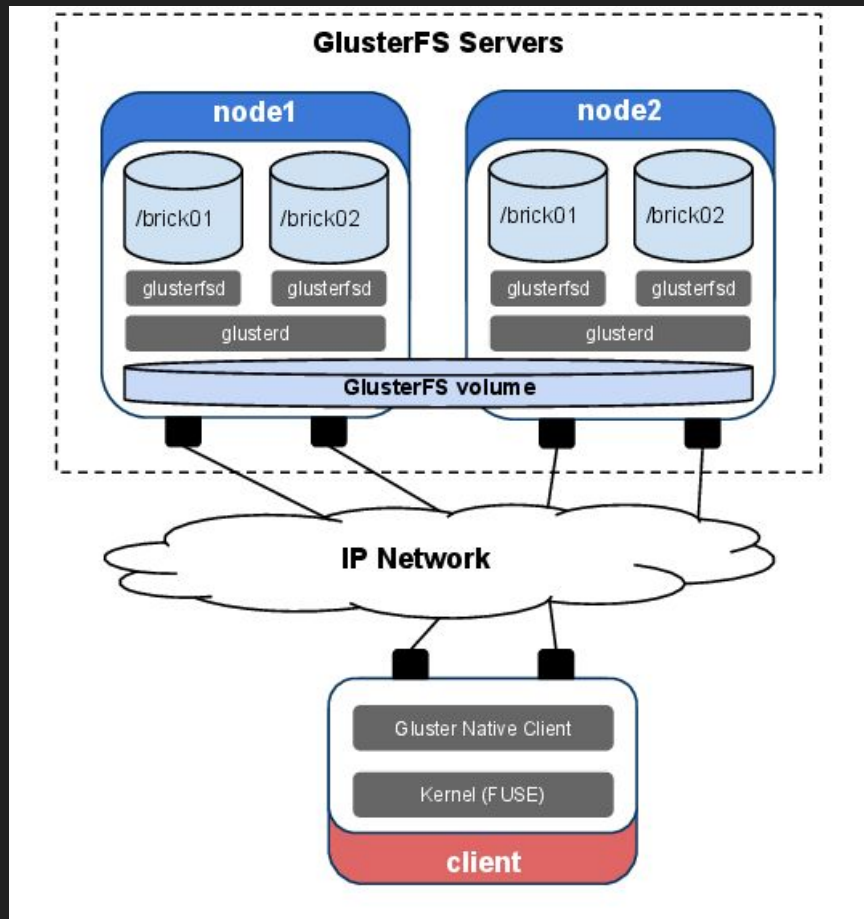 GlusterFS Servers
node1
node2
/brick01
/brick02
/brick01
/brick02
glusterfsd
glusterfsd
glusterfsd
glusterfsd
glusterd
glusterd
GlusterFS volume
IP Network
Gluster Native Client
Kernel (FUSE)
client